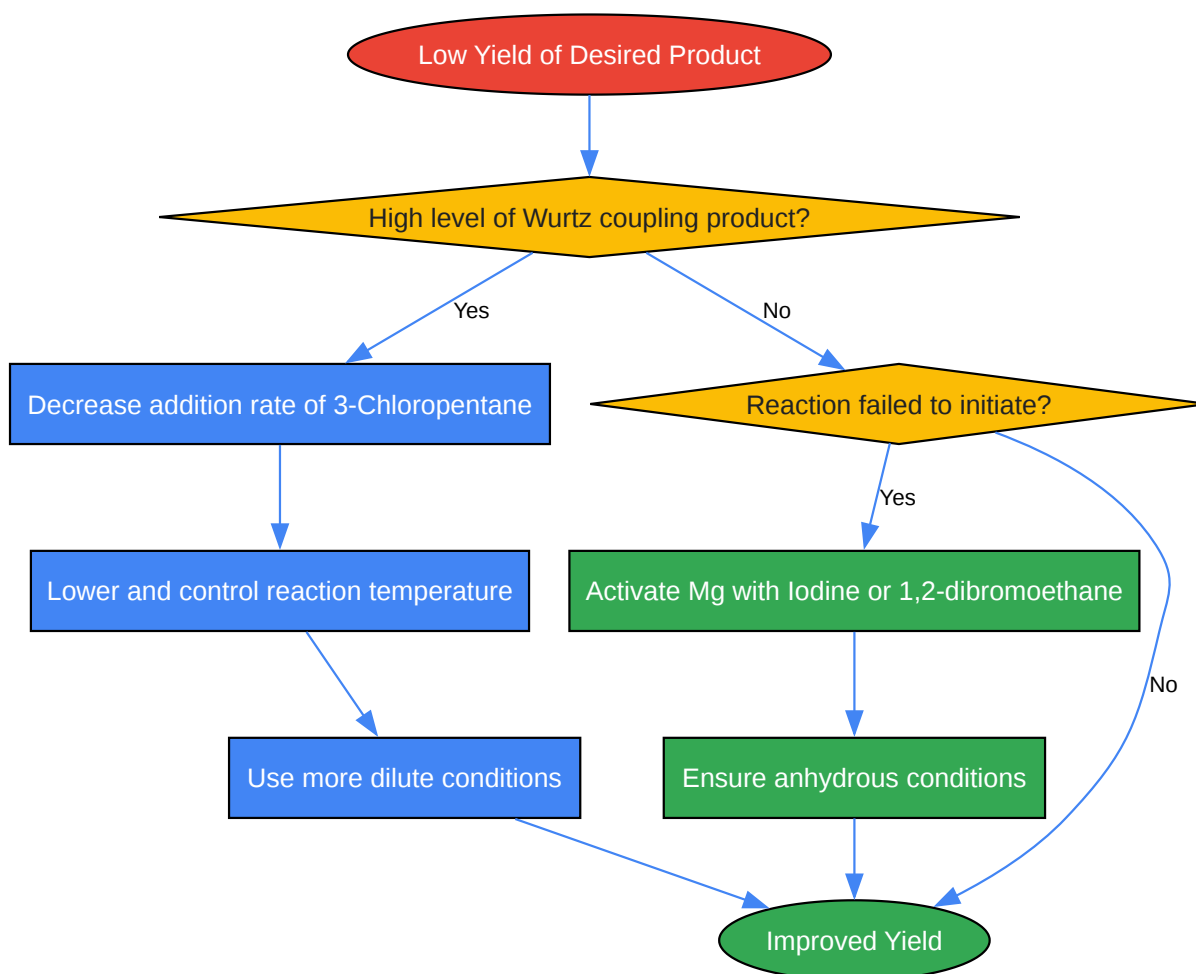 Low Yield of Desired Product
High level of Wurtz coupling product?
Yes
No
Decrease addition rate of 3-Chloropentane
Reaction failed to initiate?
Yes
Lower and control reaction temperature
Activate Mg with Iodine or 1,2-dibromoethane
No
Use more dilute conditions
Ensure anhydrous conditions
Improved Yield